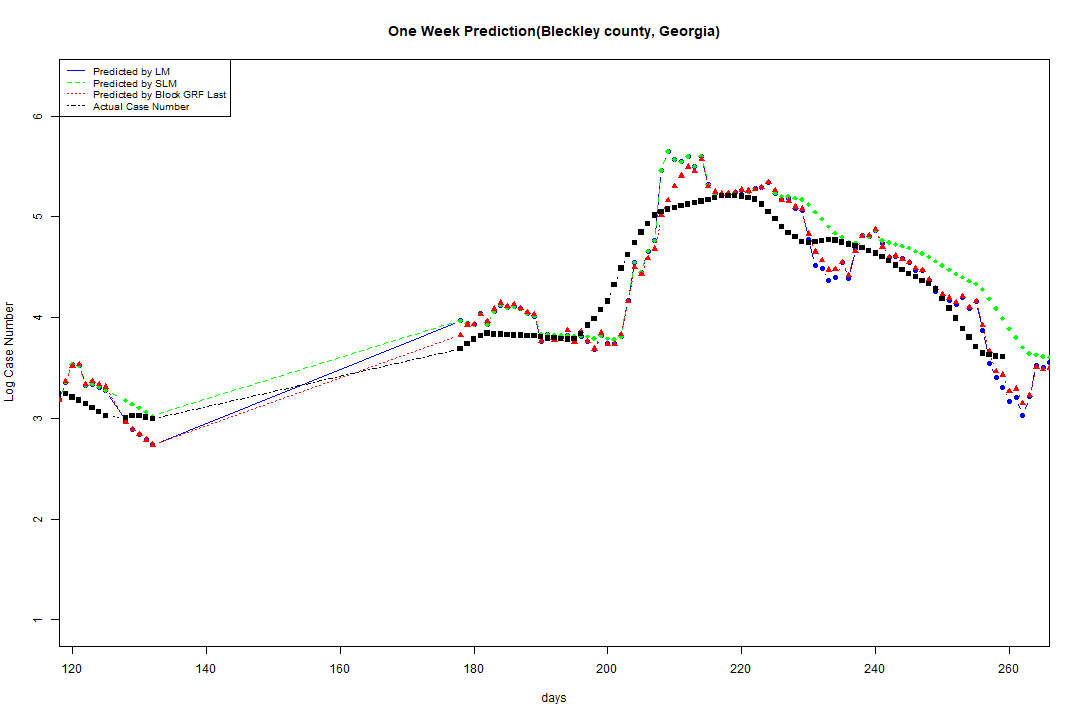 One Week Prediction(Bleckley county, Georgia)
Predicted by LM
Predicted by SLM
Predicted by Block GRF Last
Actual Case Number
6
5
4
3
2
1
Log Case Number
120 140 160 180 200 220 240 260
days